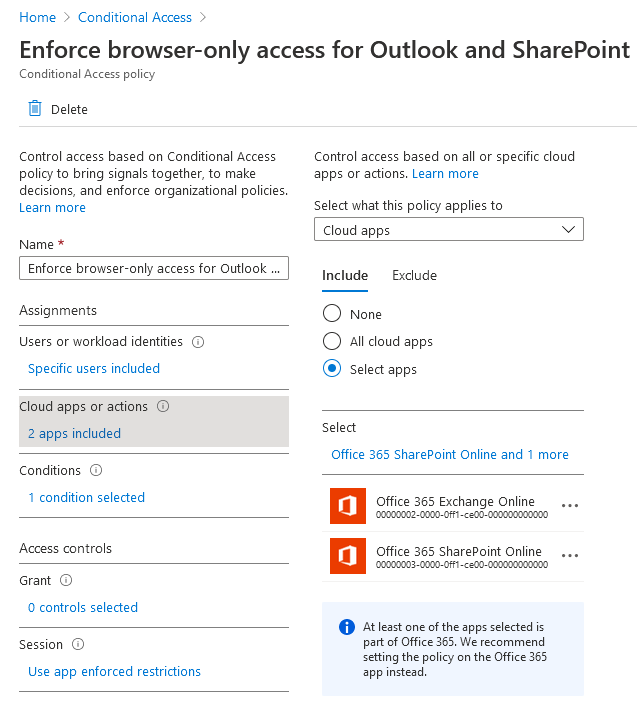 Home > Conditional Access >
Enforce browser-only access for Outlook and SharePoint
Conditional Access policy
Delete
Control access based on Conditional Access
policy to bring signals together, to make
decisions, and enforce organizational policies.
Learn more
Name *
Enforce browser-only access for Outlook ...
Assignments
Users or workload identities
Specific users included
Cloud apps or actions
2 apps included
Conditions
1 condition selected
Access controls
Grant
0 controls selected
Session
Use app enforced restrictions
Control access based on all or specific cloud
apps or actions. Learn more
Select what this policy applies to
Cloud apps
Include Exclude
None
All cloud apps
Select apps
Select
Office 365 SharePoint Online and 1 more
Office 365 Exchange Online
00000002-0000-0ff1-ce00-000000000000
Office 365 SharePoint Online
00000003-0000-0ff1-ce00-000000000000
At least one of the apps selected is
part of Office 365. We recommend
setting the policy on the Office 365
app instead.